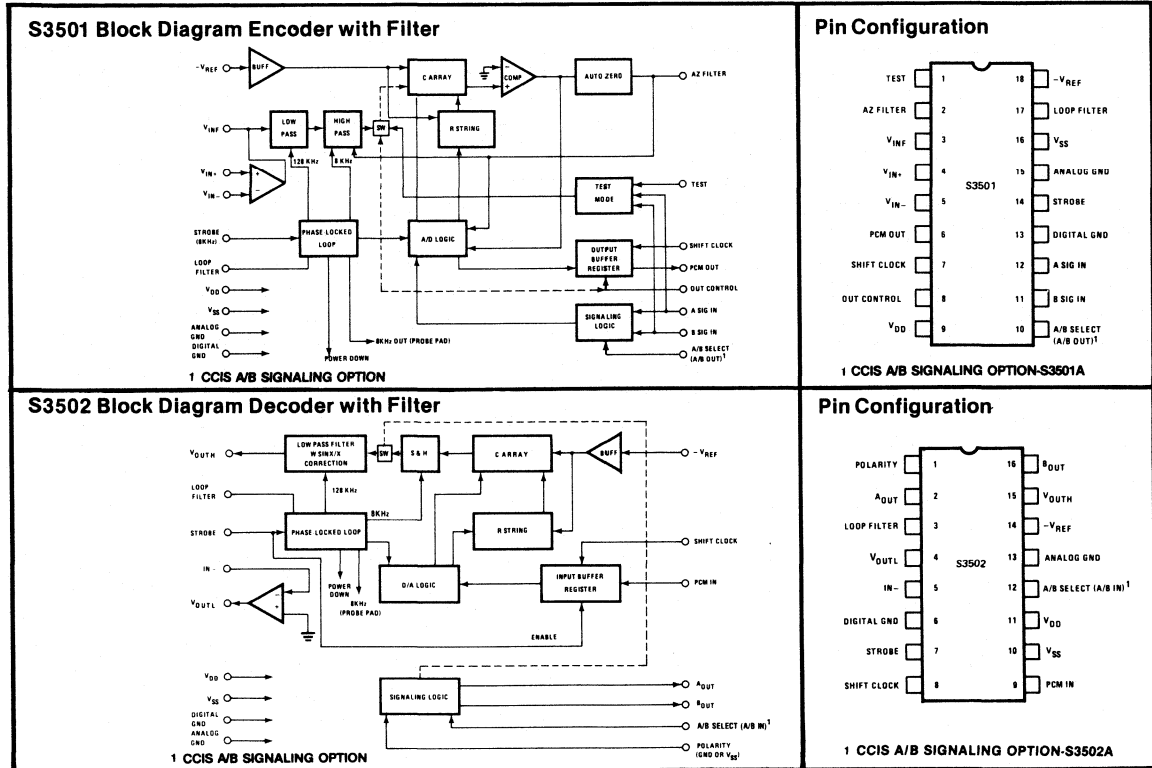 S3501 Block Diagram Encoder with Filter
-VREF
BUFF
C ARRAY
COMP
- 
+
AUTO ZERO
AZ FILTER
VINF
LOW PASS
HIGH PASS
SW
R STRING
128 KHz
8 KHz
VIN+
VIN-
+
-
TEST MODE
TEST
STROBE (8KHz)
PHASE-LOCKED LOOP
A/D LOGIC
OUTPUT BUFFER REGISTER
SHIFT CLOCK
PCM OUT
LOOP FILTER
OUT CONTROL
VDD
VSS
SIGNALING LOGIC
A SIG IN
B SIG IN
ANALOG GND
DIGITAL GND
8KHz OUT (PROBE PAD)
POWER DOWN
A/B SELECT (A/B OUT)1
1 CCIS A/B SIGNALING OPTION
Pin Configuration
TEST 1 18 -VREF
AZ FILTER 2 17 LOOP FILTER
VINF 3 16 VSS
VIN+ 4 15 ANALOG GND
S3501
VIN- 5 14 STROBE
PCM OUT 6 13 DIGITAL GND
SHIFT CLOCK 7 12 A SIG IN
OUT CONTROL 8 11 B SIG IN
VDD 9 10 A/B SELECT (A/B OUT)1
1 CCIS A/B SIGNALING OPTION-S3501A
S3502 Block Diagram Decoder with Filter
VOUTH
LOW PASS FILTER
W SINX/X
CORRECTION
SW
S & H
C ARRAY
BUFF
-VREF
LOOP FILTER
128 KHz
8KHz
STROBE
PHASE-LOCKED LOOP
R STRING
SHIFT CLOCK
IN-
POWER DOWN
8KHz (PROBE PAD)
D/A LOGIC
INPUT BUFFER REGISTER
PCM IN
VOUTL
-
+
ENABLE
VDD
VSS
DIGITAL GND
ANALOG GND
SIGNALING LOGIC
AOUT
BOUT
A/B SELECT (A/B IN)1
POLARITY (GND OR VSS)
1 CCIS A/B SIGNALING OPTION
Pin Configuration
POLARITY 1 16 BOUT
AOUT 2 15 VOUTH
LOOP FILTER 3 14 -VREF
VOUTL 4 13 ANALOG GND
S3502
IN- 5 12 A/B SELECT (A/B IN)1
DIGITAL GND 6 11 VDD
STROBE 7 10 VSS
SHIFT CLOCK 8 9 PCM IN
1 CCIS A/B SIGNALING OPTION-S3502A